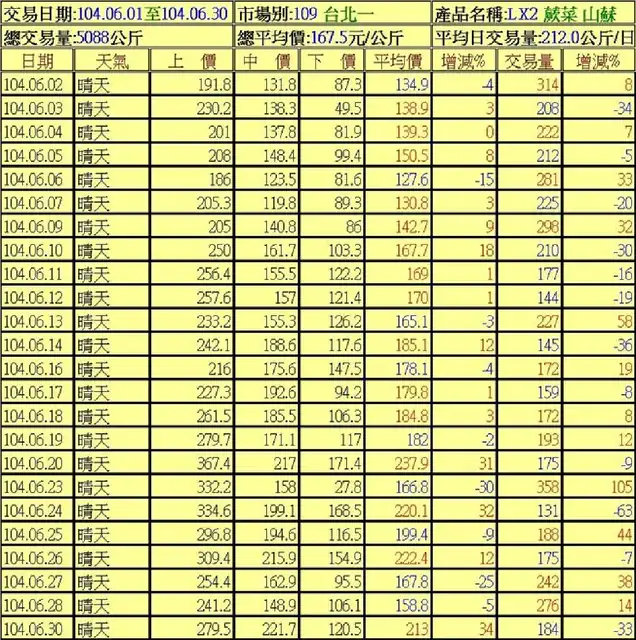 交易日期:104.06.01至104.06.30 市場別:109 台北一 產品名稱:LX2 蕨菜 山蘇
總交易量:5088公斤 總平均價:167.5元/公斤 平均日交易量:212.0公斤/日
日期 天氣 上 價 中 價 下 價 平均價 增減% 交易量 增減%
104.06.02 晴天 191.8 131.8 87.3 134.9 -4 314 8
104.06.03 晴天 230.2 138.3 49.5 138.9 3 208 -34
104.06.04 晴天 201 137.8 81.9 139.3 0 222 7
104.06.05 晴天 208 148.4 99.4 150.5 8 212 -5
104.06.06 晴天 186 123.5 81.6 127.6 -15 281 33
104.06.07 晴天 205.3 119.8 89.3 130.8 3 225 -20
104.06.09 晴天 205 140.8 86 142.7 9 298 32
104.06.10 晴天 250 161.7 103.3 167.7 18 210 -30
104.06.11 晴天 256.4 155.5 122.2 169 1 177 -16
104.06.12 晴天 257.6 157 121.4 170 1 144 -19
104.06.13 晴天 233.2 155.3 126.2 165.1 -3 227 58
104.06.14 晴天 242.1 188.6 117.6 185.1 12 145 -36
104.06.16 晴天 216 175.6 147.5 178.1 -4 172 19
104.06.17 晴天 227.3 192.6 94.2 179.8 1 159 -8
104.06.18 晴天 261.5 185.5 106.3 184.8 3 172 8
104.06.19 晴天 279.7 171.1 117 182 -2 193 12
104.06.20 晴天 367.4 217 171.4 237.9 31 175 -9
104.06.23 晴天 332.2 158 27.8 166.8 -30 358 105
104.06.24 晴天 334.6 199.1 168.5 220.1 32 131 -63
104.06.25 晴天 296.8 194.6 116.5 199.4 -9 188 44
104.06.26 晴天 309.4 215.9 154.9 222.4 12 175 -7
104.06.27 晴天 254.4 162.9 95.5 167.8 -25 242 38
104.06.28 晴天 241.2 148.9 106.1 158.8 -5 276 14
104.06.30 晴天 279.5 221.7 120.5 213 34 184 -33